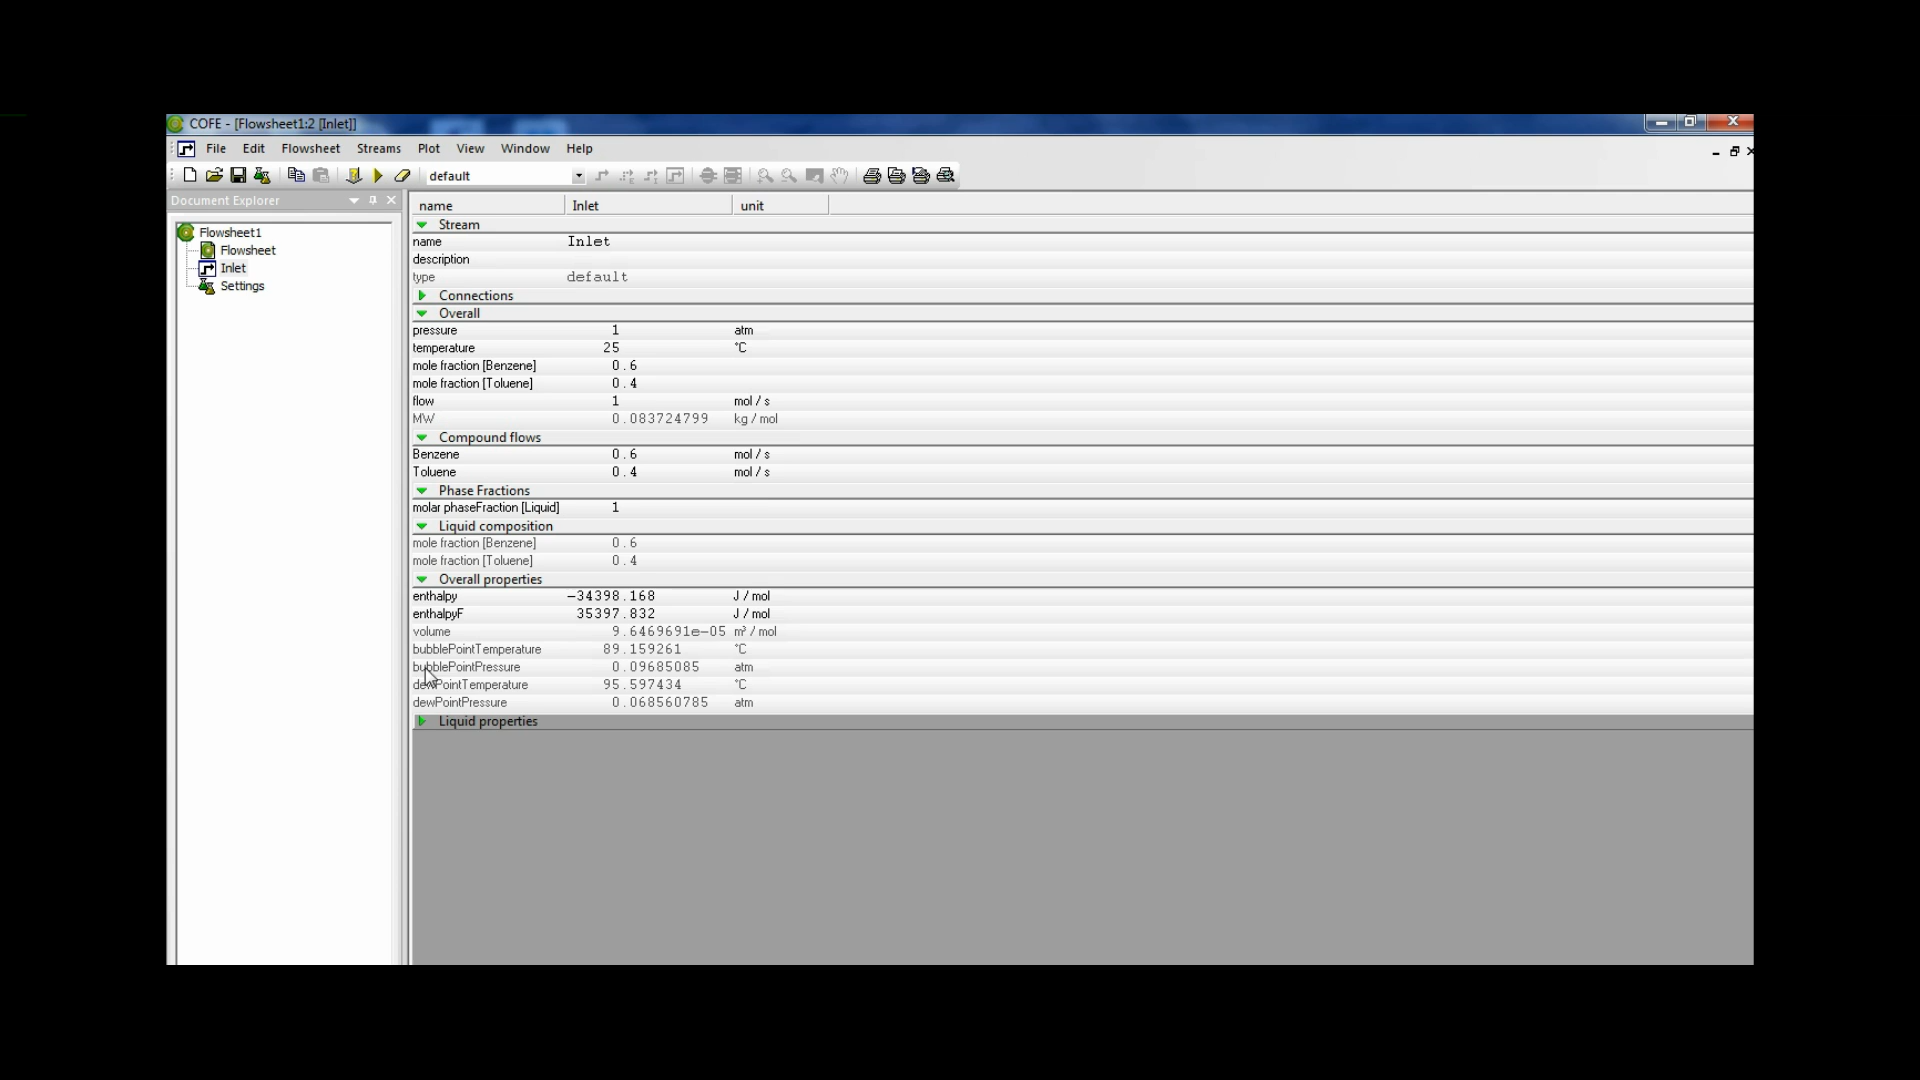 COFE - [Flowsheet1:2 [Inlet]]
File Edit Flowsheet Streams Plot View Window Help
default
Document Explorer
Flowsheet1
Flowsheet
Inlet
Settings
name Inlet unit
Stream
name Inlet
description
type default
Connections
Overall
pressure 1 atm
temperature 25 °C
mole fraction [Benzene] 0.6
mole fraction [Toluene] 0.4
flow 1 mol / s
MW 0.083724799 kg / mol
Compound flows
Benzene 0.6 mol / s
Toluene 0.4 mol / s
Phase Fractions
molar phaseFraction [Liquid] 1
Liquid composition
mole fraction [Benzene] 0.6
mole fraction [Toluene] 0.4
Overall properties
enthalpy -34398.168 J / mol
enthalpyF 35397.832 J / mol
volume 9.6469691e-05 m³ / mol
bubblePointTemperature 89.159261 °C
bubblePointPressure 0.09685085 atm
dewPointTemperature 95.597434 °C
dewPointPressure 0.068560785 atm
Liquid properties